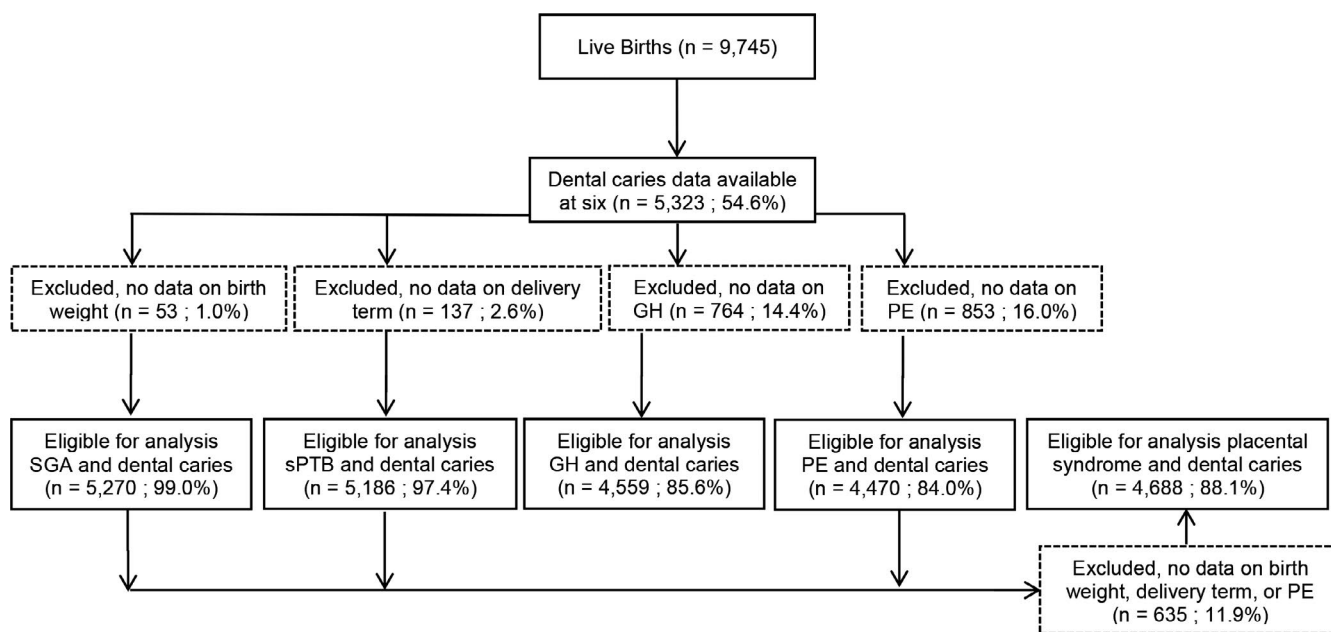 Live Births (n = 9,745)
Dental caries data available
at six (n = 5,323 ; 54.6%)
Excluded, no data on birth
weight (n = 53 ; 1.0%)
Excluded, no data on delivery
term (n = 137 ; 2.6%)
Excluded, no data on
GH (n = 764 ; 14.4%)
Excluded, no data on
PE (n = 853 ; 16.0%)
Eligible for analysis
SGA and dental caries
(n = 5,270 ; 99.0%)
Eligible for analysis
sPTB and dental caries
(n = 5,186 ; 97.4%)
Eligible for analysis
GH and dental caries
(n = 4,559 ; 85.6%)
Eligible for analysis
PE and dental caries
(n = 4,470 ; 84.0%)
Eligible for analysis placental
syndrome and dental caries
(n = 4,688 ; 88.1%)
Excluded, no data on birth
weight, delivery term, or PE
(n = 635 ; 11.9%)